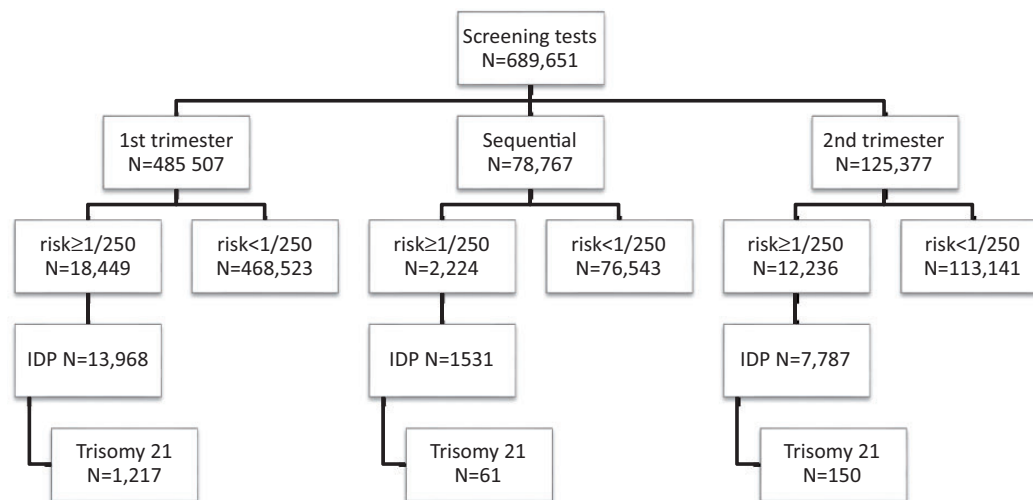 Screening tests
N=689,651
1st trimester
N=485 507
Sequential
N=78,767
2nd trimester
N=125,377
risk≥1/250
N=18,449
risk<1/250
N=468,523
risk≥1/250
N=2,224
risk<1/250
N=76,543
risk≥1/250
N=12,236
risk<1/250
N=113,141
IDP N=13,968
IDP N=1531
IDP N=7,787
Trisomy 21
N=1,217
Trisomy 21
N=61
Trisomy 21
N=150